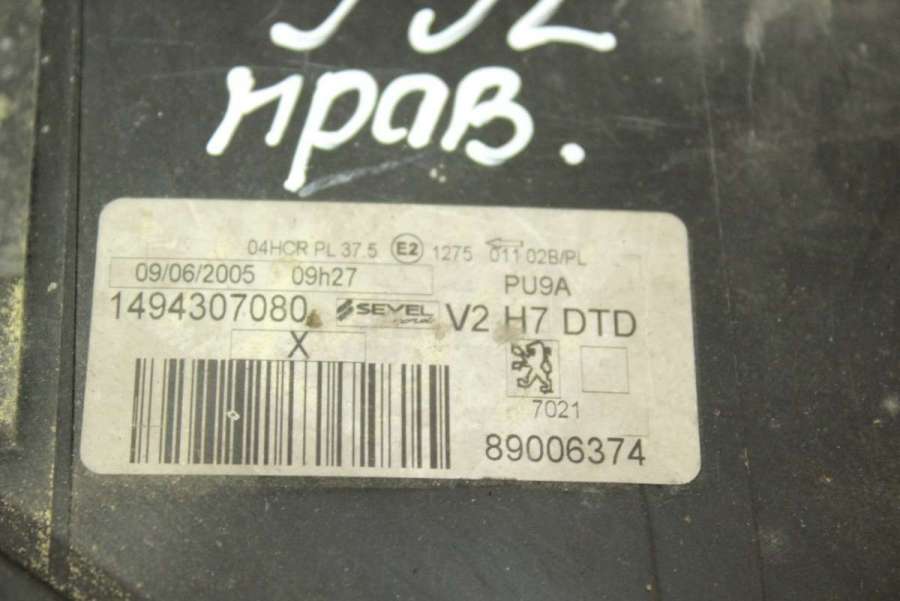 прав.
04HCR PL 37.5 E2 1275 011 02B/PL
09/06/2005 09h27 PU9A
1494307080 SEVEL nord V2 H7 DTD
X
7021
89006374